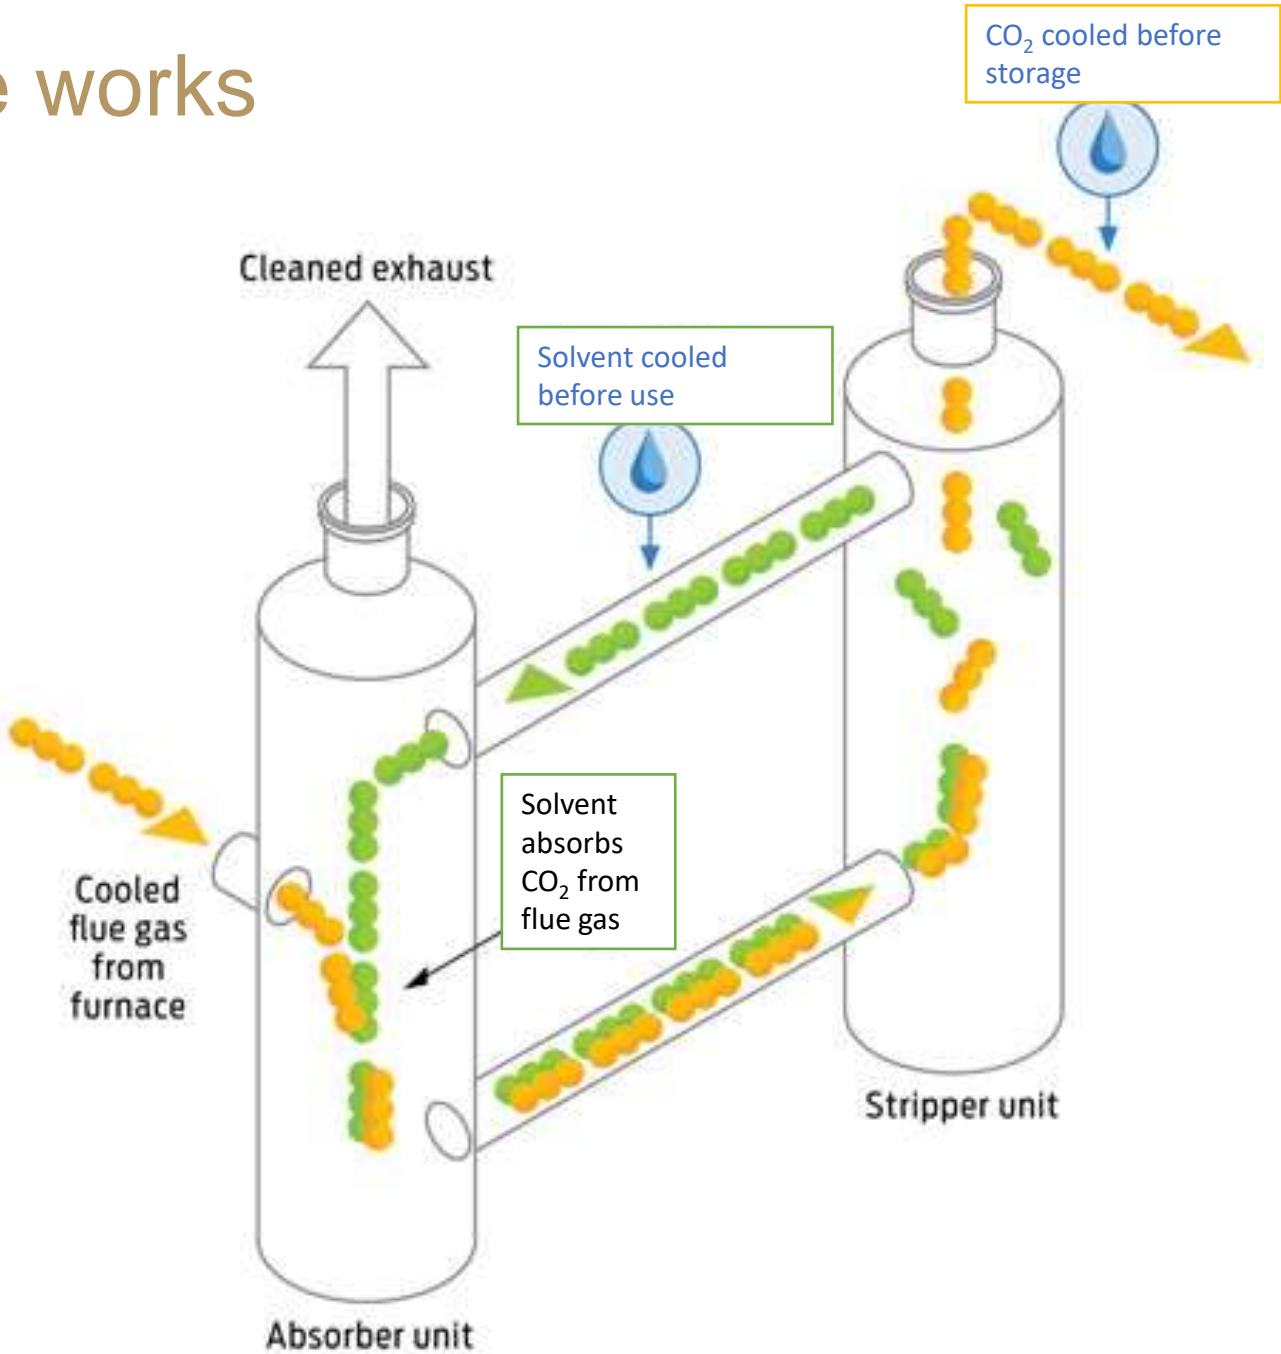 e works
CO₂ cooled before
storage
Cleaned exhaust
Solvent cooled
before use
Solvent
absorbs
CO₂ from
flue gas
Cooled
flue gas
from
furnace
Stripper unit
Absorber unit